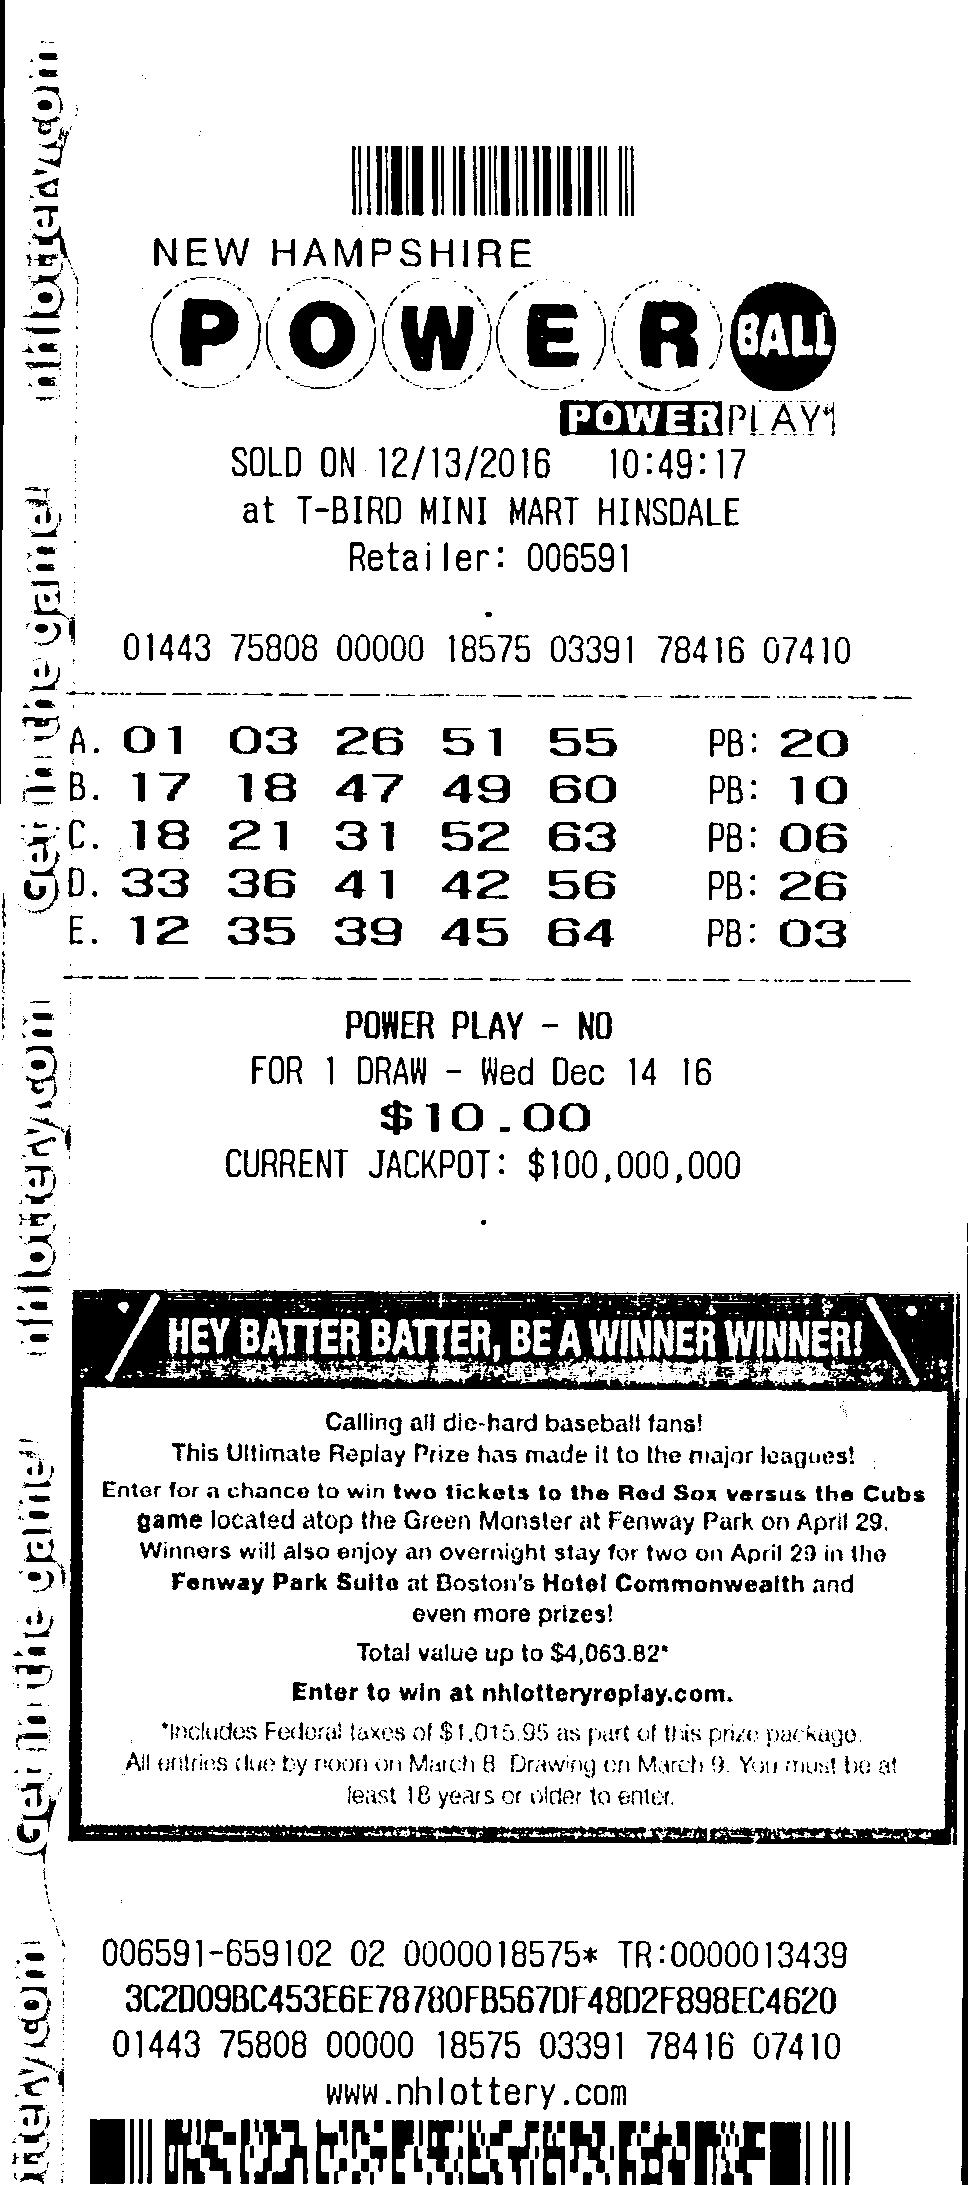 NEW HAMPSHIRE
POWER BALL
POWERPLAY
SOLD ON 12/13/2016 10:49:17
at T-BIRD MINI MART HINSDALE
Retailer: 006591
01443 75808 00000 18575 03391 78416 07410
A. 01 03 26 51 55 PB: 20
B. 17 18 47 49 60 PB: 10
C. 18 21 31 52 63 PB: 06
D. 33 36 41 42 56 PB: 26
E. 12 35 39 45 64 PB: 03
POWER PLAY - NO
FOR 1 DRAW - Wed Dec 14 16
$10.00
CURRENT JACKPOT: $100,000,000
HEY BATTER BATTER, BE A WINNER WINNER!
Calling all die-hard baseball fans!
This Ultimate Replay Prize has made it to the major leagues!
Enter for a chance to win two tickets to the Red Sox versus the Cubs
game located atop the Green Monster at Fenway Park on April 29.
Winners will also enjoy an overnight stay for two on April 29 in the
Fenway Park Suite at Boston's Hotel Commonwealth and
even more prizes!
Total value up to $4,063.82*
Enter to win at nhlotteryreplay.com.
*Includes Federal taxes of $1,015.95 as part of this prize package.
All entries due by noon on March 8. Drawing on March 9. You must be at
least 18 years or older to enter.
006591-659102 02 0000018575* TR:0000013439
3C2D09BC453E6E78780FB567DF48D2F898EC4620
01443 75808 00000 18575 03391 78416 07410
www.nhlottery.com
nhlottery.com
Get in the game!
nhlottery.com
Get in the game!